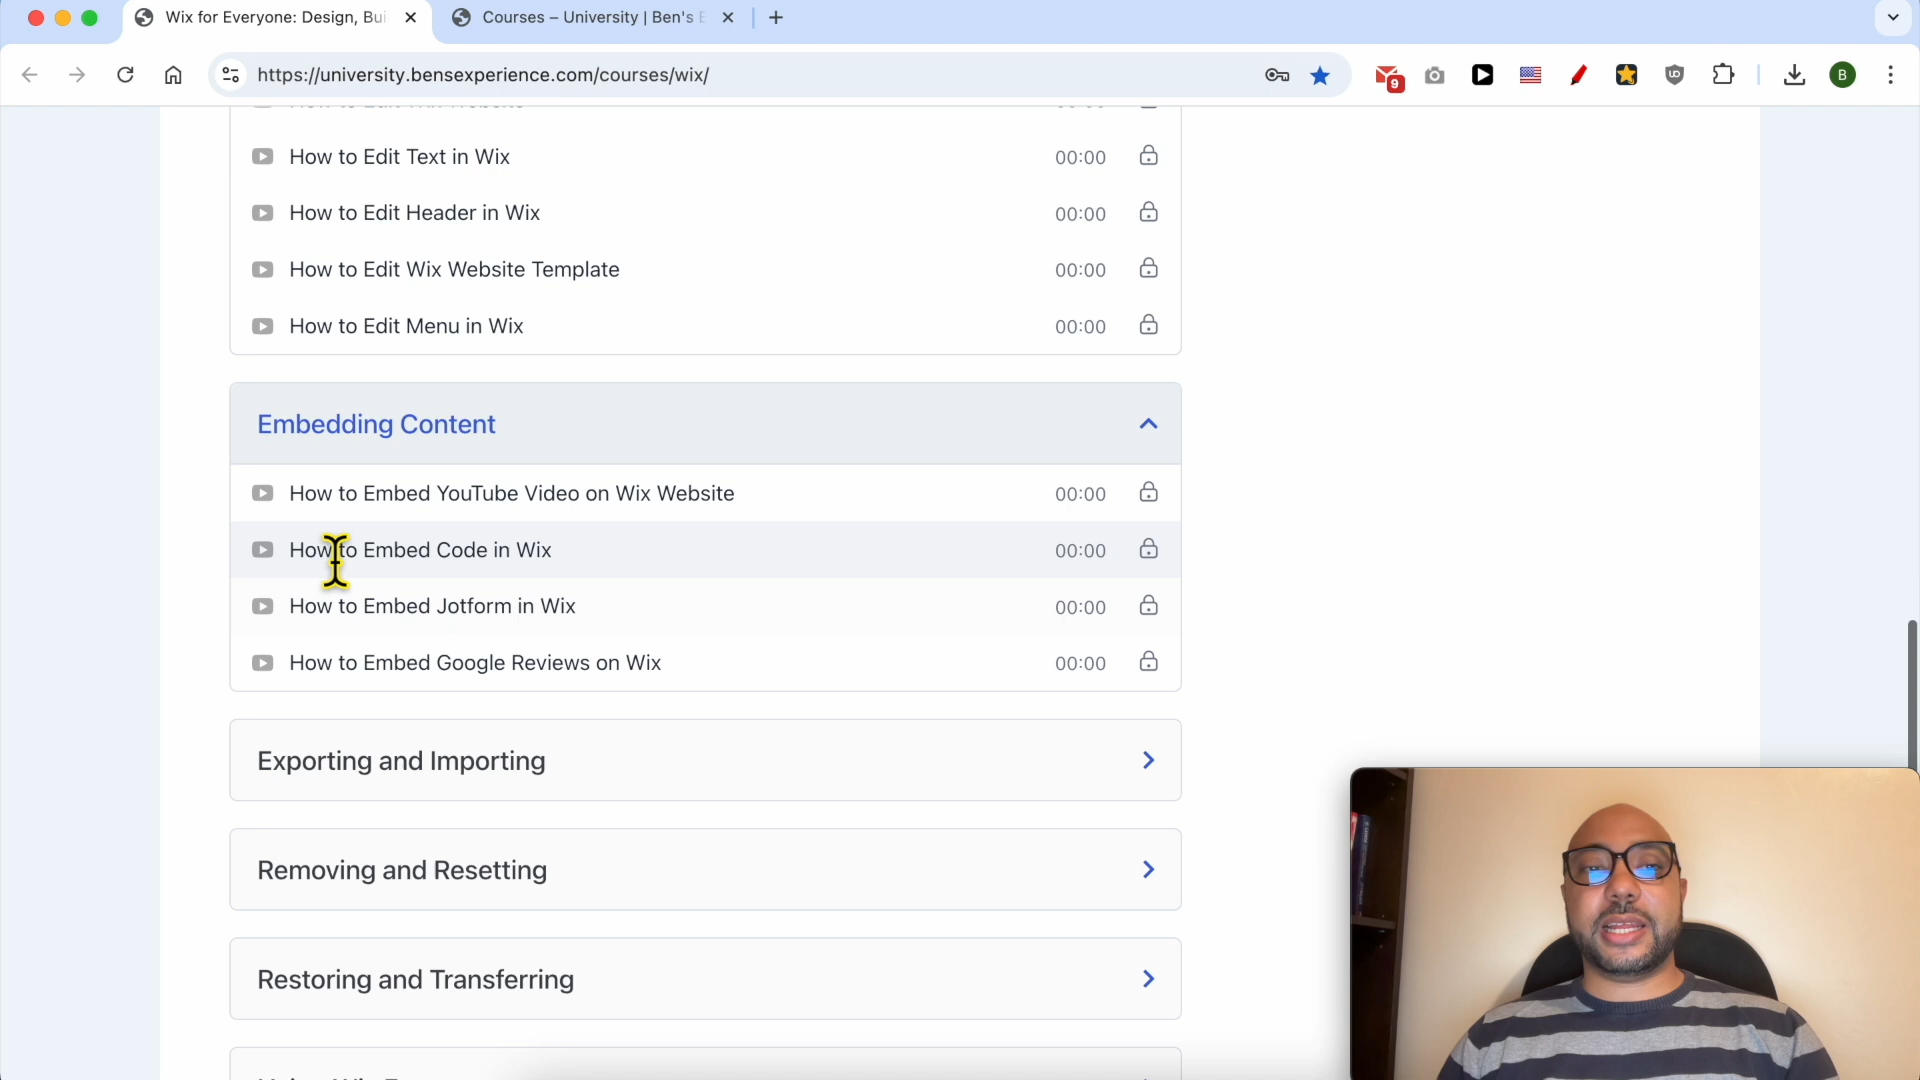 Wix for Everyone: Design, Bui
Courses – University | Ben's E
https://university.bensexperience.com/courses/wix/
9
B
How to Edit Text in Wix 00:00
How to Edit Header in Wix 00:00
How to Edit Wix Website Template 00:00
How to Edit Menu in Wix 00:00
Embedding Content
How to Embed YouTube Video on Wix Website 00:00
How to Embed Code in Wix 00:00
How to Embed Jotform in Wix 00:00
How to Embed Google Reviews on Wix 00:00
Exporting and Importing
Removing and Resetting
Restoring and Transferring